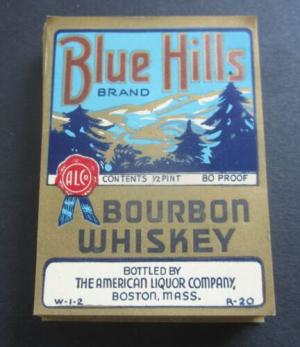 Blue Hills
BRAND
ALCO
CONTENTS 1/2 PINT 80 PROOF
BOURBON
WHISKEY
BOTTLED BY
THE AMERICAN LIQUOR COMPANY,
BOSTON, MASS.
W-1-2 R-20